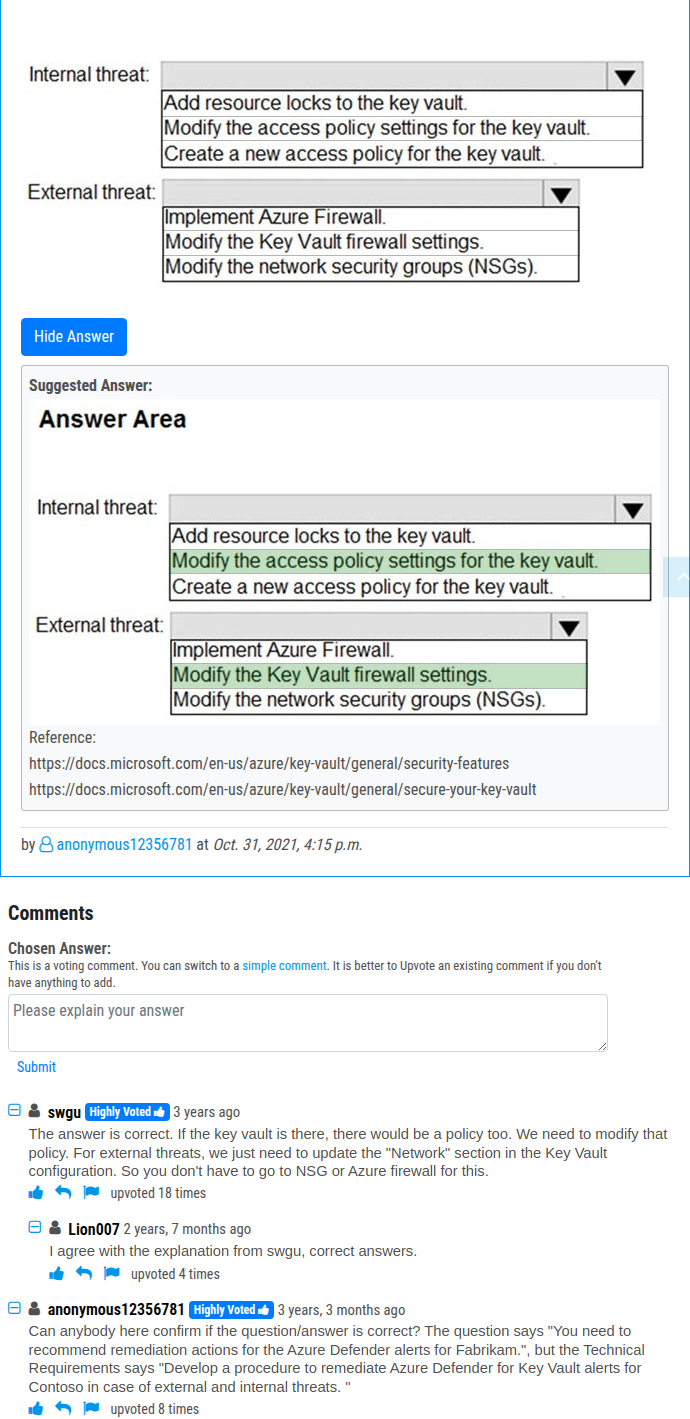 Internal threat:
Add resource locks to the key vault.
Modify the access policy settings for the key vault.
Create a new access policy for the key vault.
External threat:
Implement Azure Firewall.
Modify the Key Vault firewall settings.
Modify the network security groups (NSGs).
Hide Answer
Suggested Answer:
Answer Area
Internal threat:
Add resource locks to the key vault.
Modify the access policy settings for the key vault.
Create a new access policy for the key vault.
External threat:
Implement Azure Firewall.
Modify the Key Vault firewall settings.
Modify the network security groups (NSGs).
Reference:
https://docs.microsoft.com/en-us/azure/key-vault/general/security-features
https://docs.microsoft.com/en-us/azure/key-vault/general/secure-your-key-vault
by anonymous12356781 at Oct. 31, 2021, 4:15 p.m.
Comments
Chosen Answer:
This is a voting comment. You can switch to a simple comment. It is better to Upvote an existing comment if you don't
have anything to add.
Please explain your answer
Submit
swgu Highly Voted 3 years ago
The answer is correct. If the key vault is there, there would be a policy too. We need to modify that
policy. For external threats, we just need to update the "Network" section in the Key Vault
configuration. So you don't have to go to NSG or Azure firewall for this.
upvoted 18 times
Lion007 2 years, 7 months ago
I agree with the explanation from swgu, correct answers.
upvoted 4 times
anonymous12356781 Highly Voted 3 years, 3 months ago
Can anybody here confirm if the question/answer is correct? The question says "You need to
recommend remediation actions for the Azure Defender alerts for Fabrikam.", but the Technical
Requirements says "Develop a procedure to remediate Azure Defender for Key Vault alerts for
Contoso in case of external and internal threats. "
upvoted 8 times